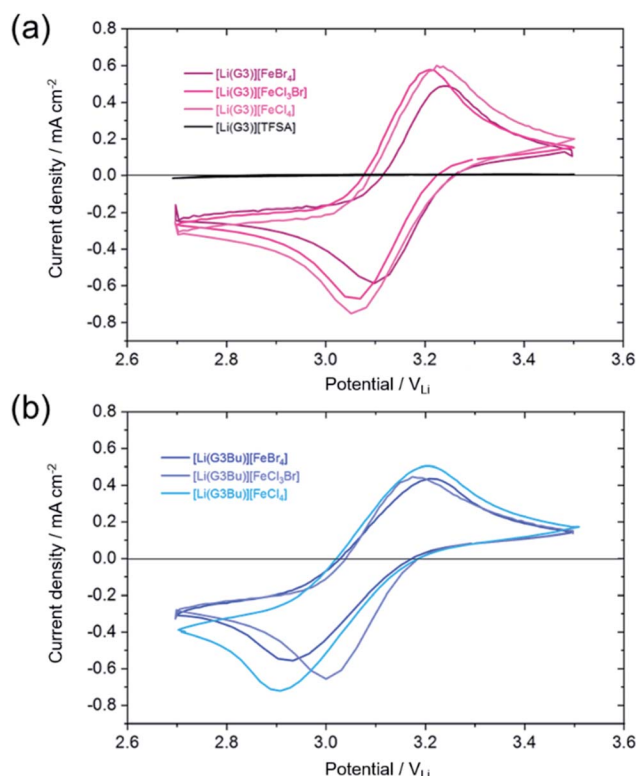 (a)
0.8
0.6
0.4
0.2
0.0
-0.2
-0.4
-0.6
-0.8
Current density / mA cm⁻²
[Li(G3)][FeBr₄]
[Li(G3)][FeCl₃Br]
[Li(G3)][FeCl₄]
[Li(G3)][TFSA]
2.6 2.8 3.0 3.2 3.4 3.6
Potential / V_Li
(b)
0.8
0.6
0.4
0.2
0.0
-0.2
-0.4
-0.6
-0.8
Current density / mA cm⁻²
[Li(G3Bu)][FeBr₄]
[Li(G3Bu)][FeCl₃Br]
[Li(G3Bu)][FeCl₄]
2.6 2.8 3.0 3.2 3.4 3.6
Potential / V_Li